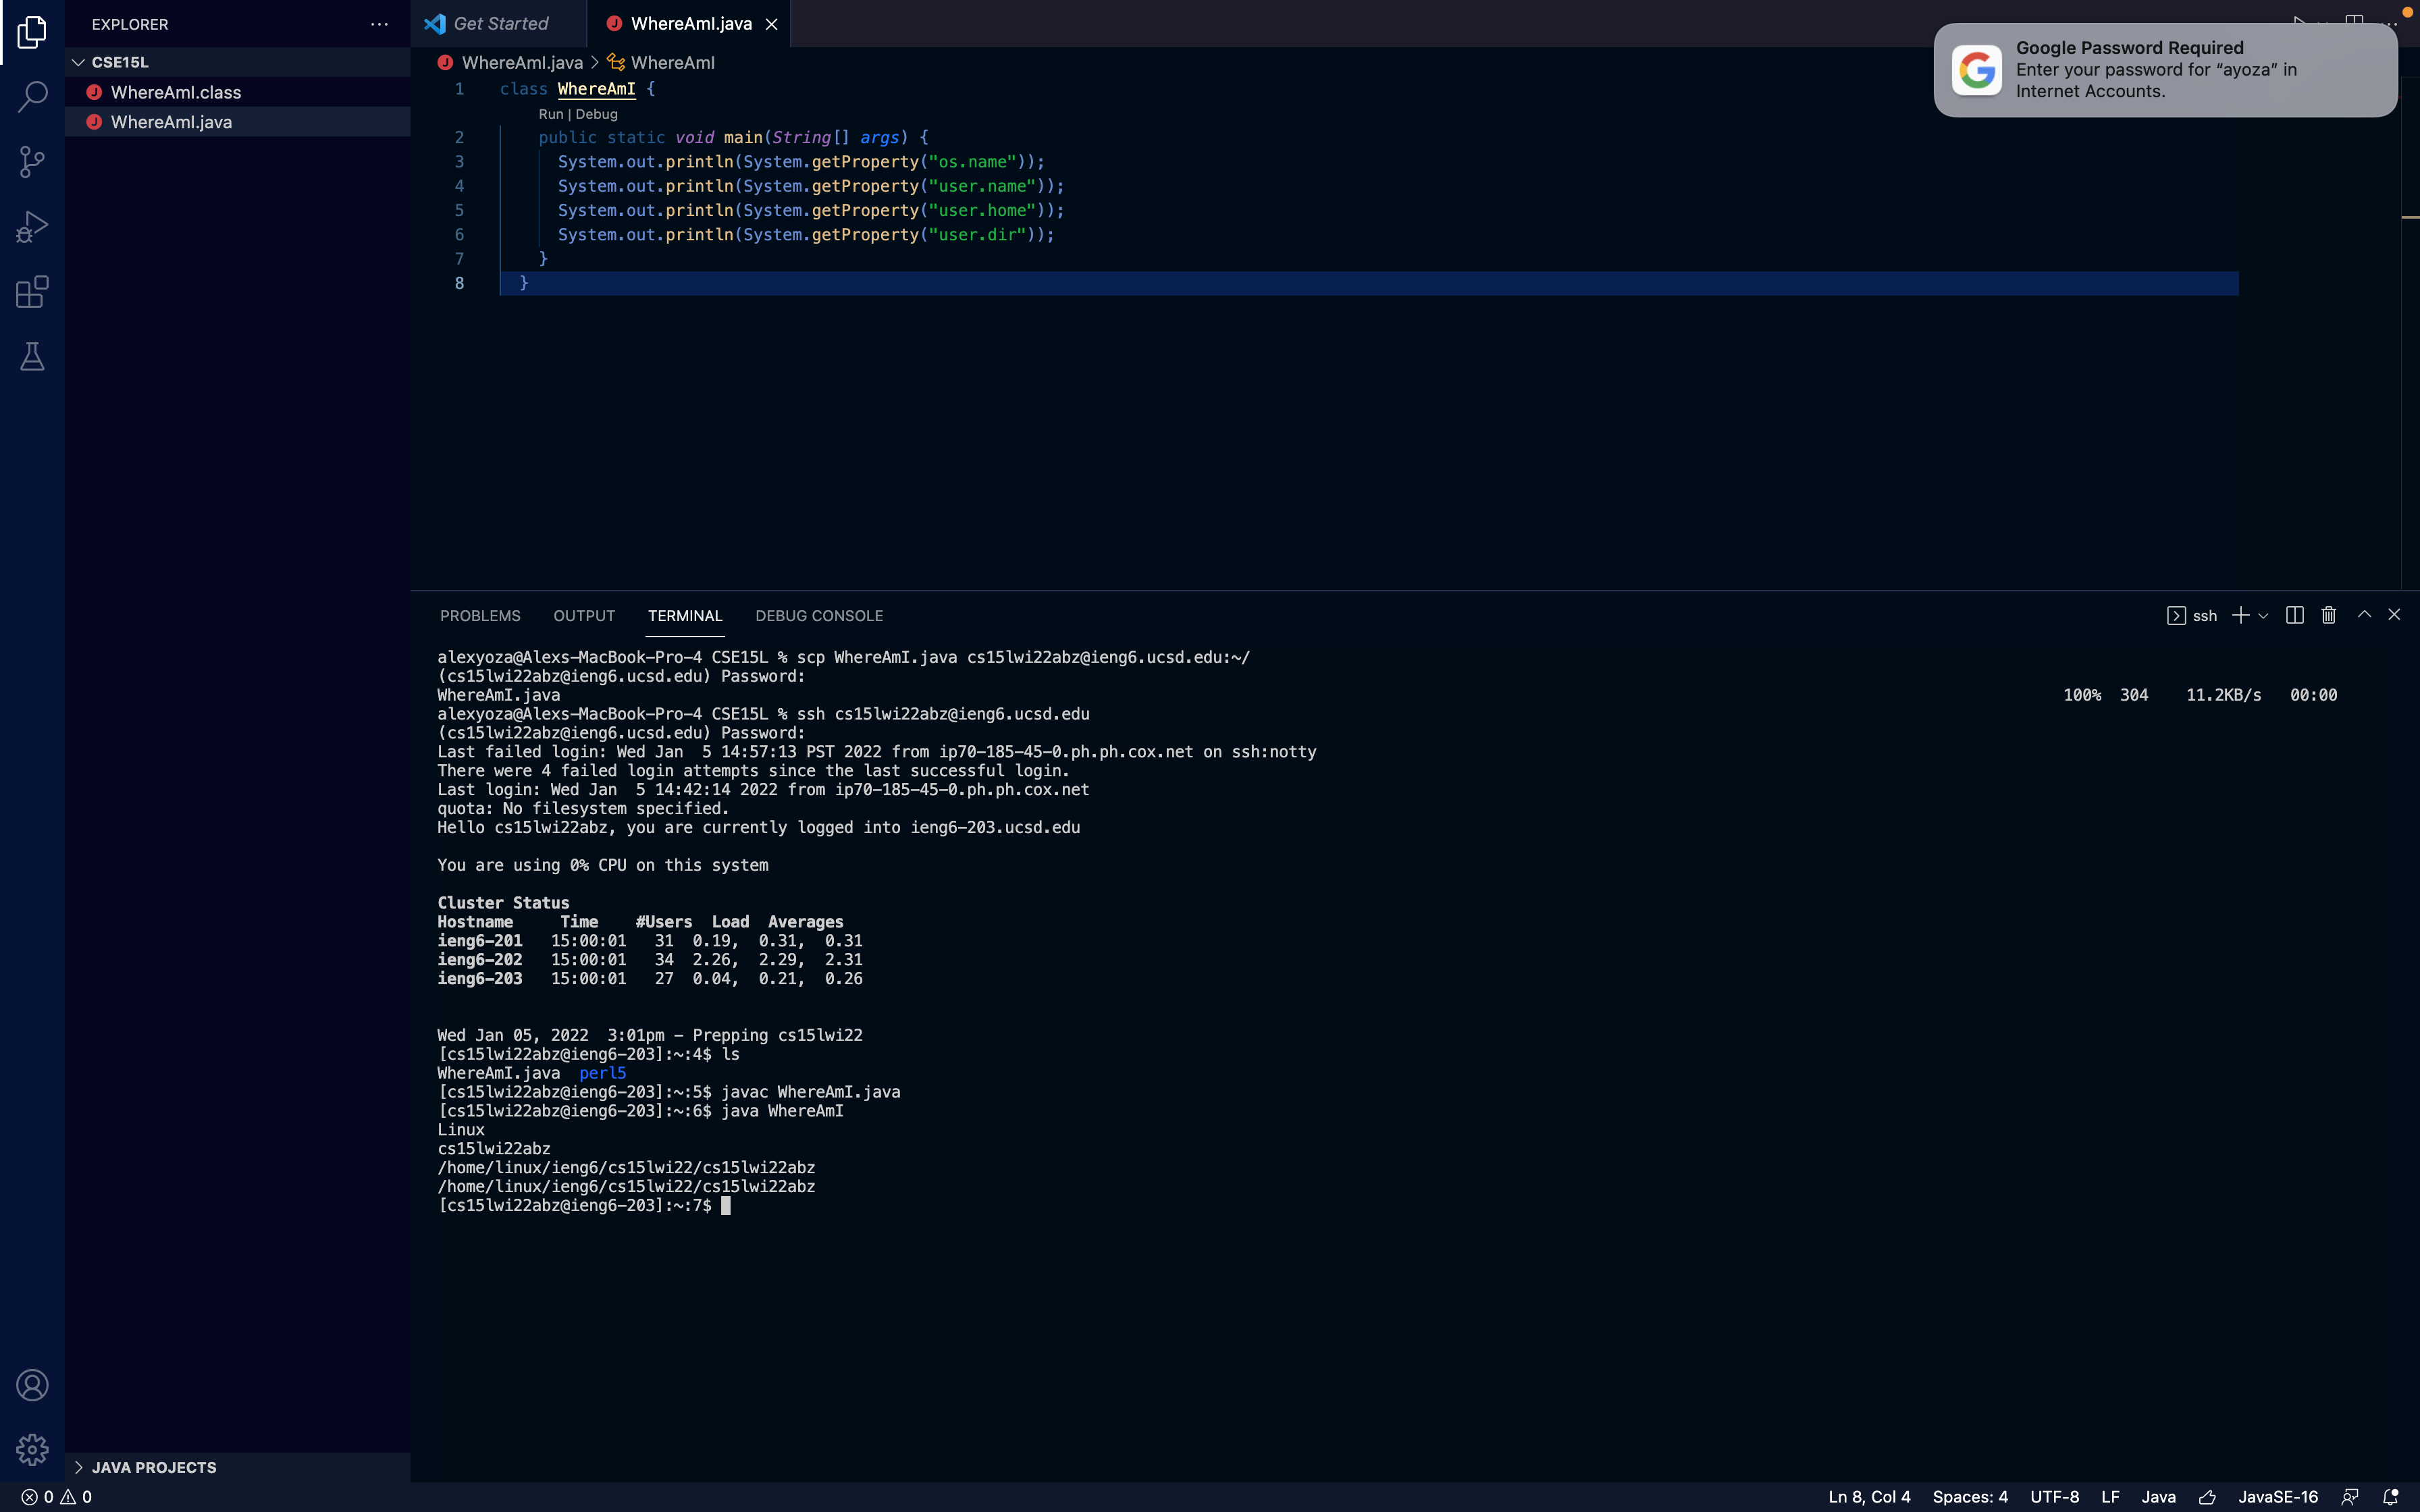 EXPLORER
CSE15L
WhereAmI.class
WhereAmI.java
JAVA PROJECTS
Get Started
WhereAmI.java
WhereAmI.java > WhereAmI
1 class WhereAmI {
Run | Debug
2 public static void main(String[] args) {
3 System.out.println(System.getProperty("os.name"));
4 System.out.println(System.getProperty("user.name"));
5 System.out.println(System.getProperty("user.home"));
6 System.out.println(System.getProperty("user.dir"));
7 }
8 }
Google Password Required
Enter your password for “ayoza” in
Internet Accounts.
PROBLEMS OUTPUT TERMINAL DEBUG CONSOLE
ssh
alexyoza@Alexs-MacBook-Pro-4 CSE15L % scp WhereAmI.java cs15lwi22abz@ieng6.ucsd.edu:~/
(cs15lwi22abz@ieng6.ucsd.edu) Password:
WhereAmI.java 100% 304 11.2KB/s 00:00
alexyoza@Alexs-MacBook-Pro-4 CSE15L % ssh cs15lwi22abz@ieng6.ucsd.edu
(cs15lwi22abz@ieng6.ucsd.edu) Password:
Last failed login: Wed Jan  5 14:57:13 PST 2022 from ip70-185-45-0.ph.ph.cox.net on ssh:notty
There were 4 failed login attempts since the last successful login.
Last login: Wed Jan  5 14:42:14 2022 from ip70-185-45-0.ph.ph.cox.net
quota: No filesystem specified.
Hello cs15lwi22abz, you are currently logged into ieng6-203.ucsd.edu
You are using 0% CPU on this system
Cluster Status
Hostname Time #Users Load Averages
ieng6-201 15:00:01 31 0.19, 0.31, 0.31
ieng6-202 15:00:01 34 2.26, 2.29, 2.31
ieng6-203 15:00:01 27 0.04, 0.21, 0.26
Wed Jan 05, 2022  3:01pm - Prepping cs15lwi22
[cs15lwi22abz@ieng6-203]:~:4$ ls
WhereAmI.java perl5
[cs15lwi22abz@ieng6-203]:~:5$ javac WhereAmI.java
[cs15lwi22abz@ieng6-203]:~:6$ java WhereAmI
Linux
cs15lwi22abz
/home/linux/ieng6/cs15lwi22/cs15lwi22abz
/home/linux/ieng6/cs15lwi22/cs15lwi22abz
[cs15lwi22abz@ieng6-203]:~:7$
0 0
Ln 8, Col 4 Spaces: 4 UTF-8 LF Java JavaSE-16